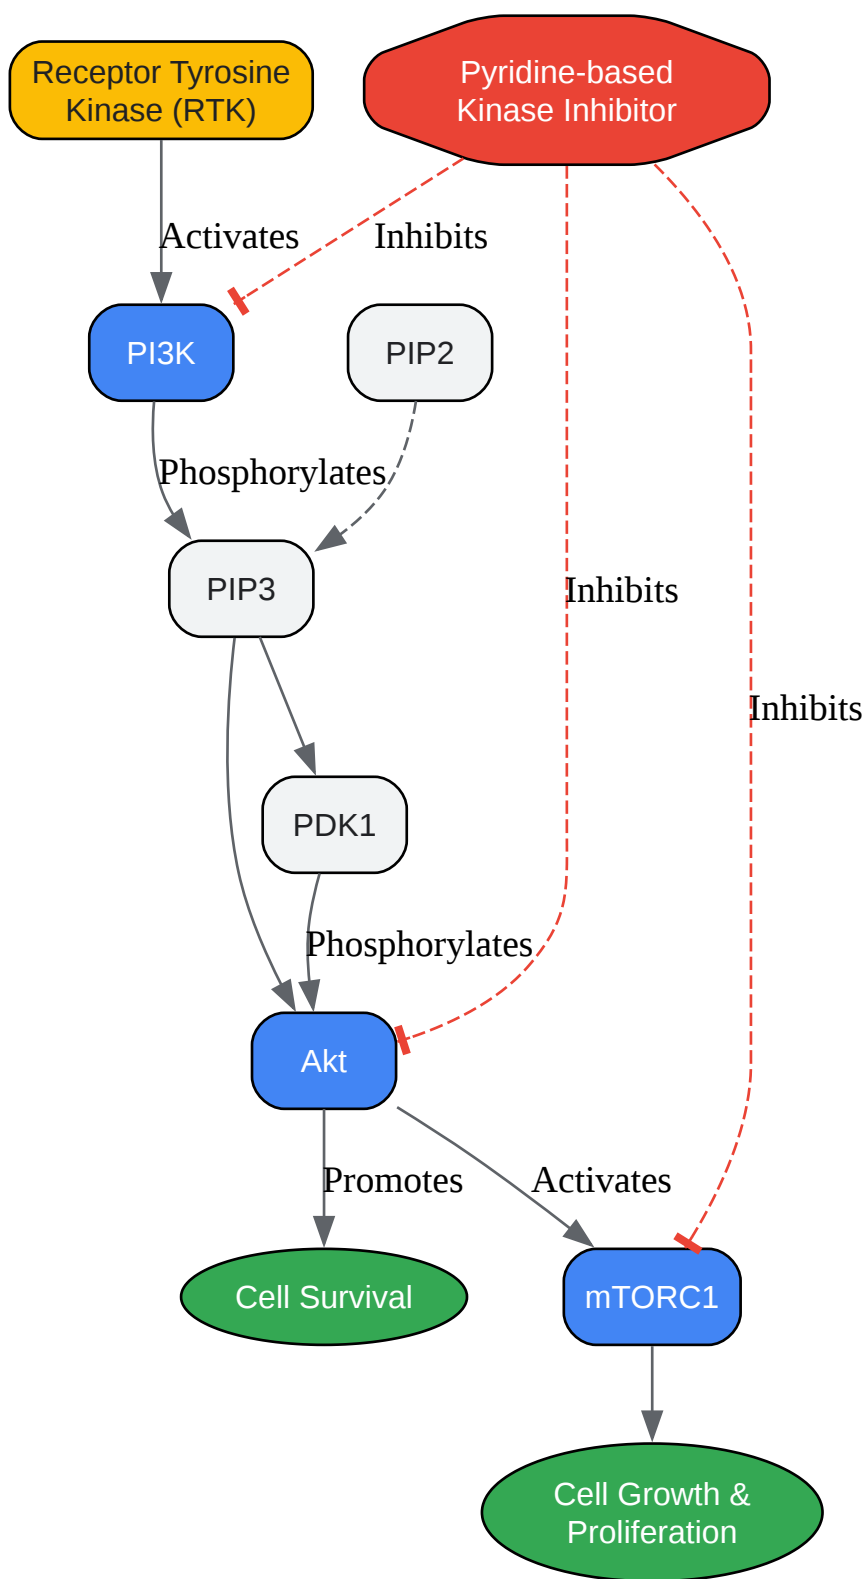 Receptor Tyrosine
Kinase (RTK)
Pyridine-based
Kinase Inhibitor
Activates
Inhibits
PI3K
PIP2
Phosphorylates
PIP3
Inhibits
Inhibits
PDK1
Phosphorylates
Akt
Promotes
Activates
Cell Survival
mTORC1
Cell Growth &
Proliferation